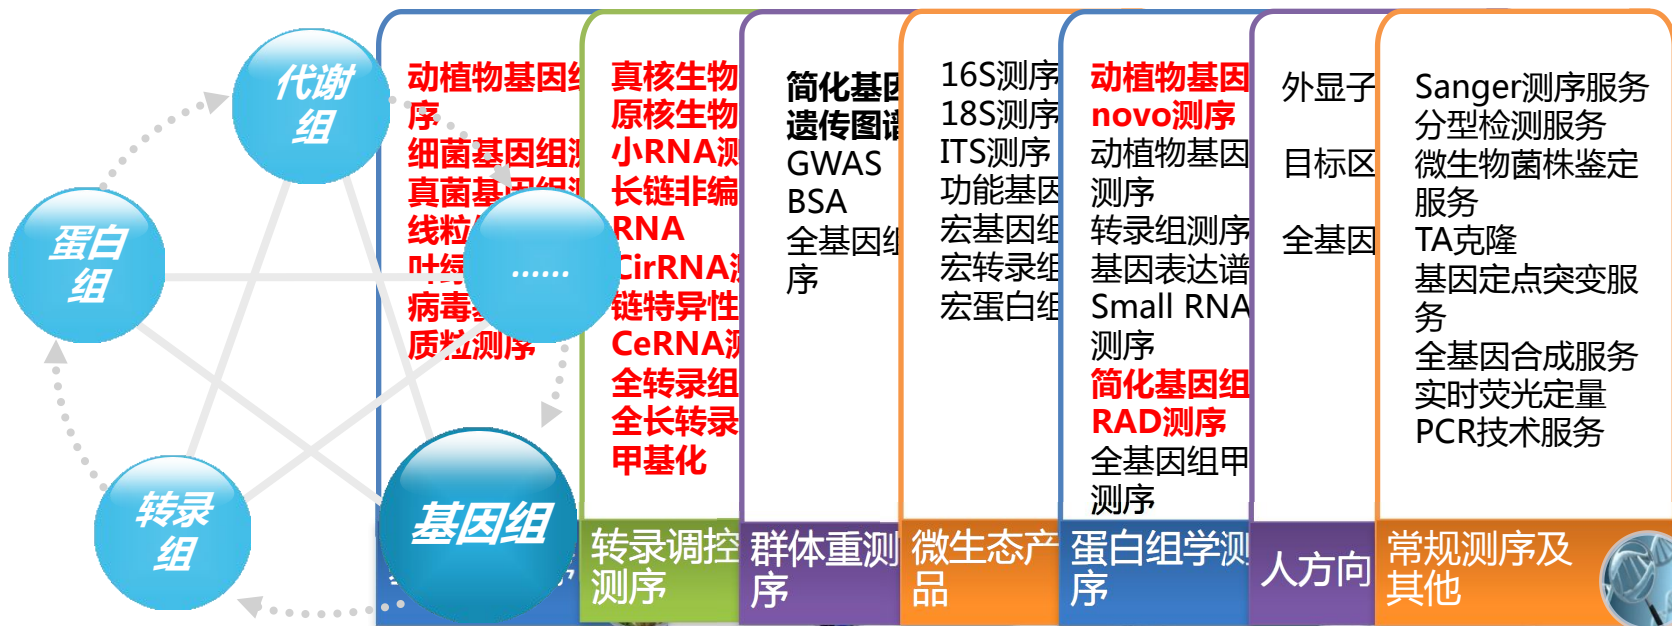 代谢
组
蛋白
组
......
转录
组
基因组
动植物基因组
序
细菌基因组测
真菌基因组测
线粒
叶绿
病毒基
质粒测序
真核生物
原核生物
小RNA测
长链非编
RNA
CirRNA测
链特异性
CeRNA测
全转录组
全长转录
甲基化
转录调控
测序
简化基因
遗传图谱
GWAS
BSA
全基因组
序
群体重测
序
16S测序
18S测序
ITS测序
功能基因
宏基因组
宏转录组
宏蛋白组
微生态产
品
动植物基因
novo测序
动植物基因
测序
转录组测序
基因表达谱
Small RNA
测序
简化基因组
RAD测序
全基因组甲
测序
蛋白组学测
序
外显子
目标区
全基因
人方向
Sanger测序服务
分型检测服务
微生物菌株鉴定
服务
TA克隆
基因定点突变服
务
全基因合成服务
实时荧光定量
PCR技术服务
常规测序及
其他